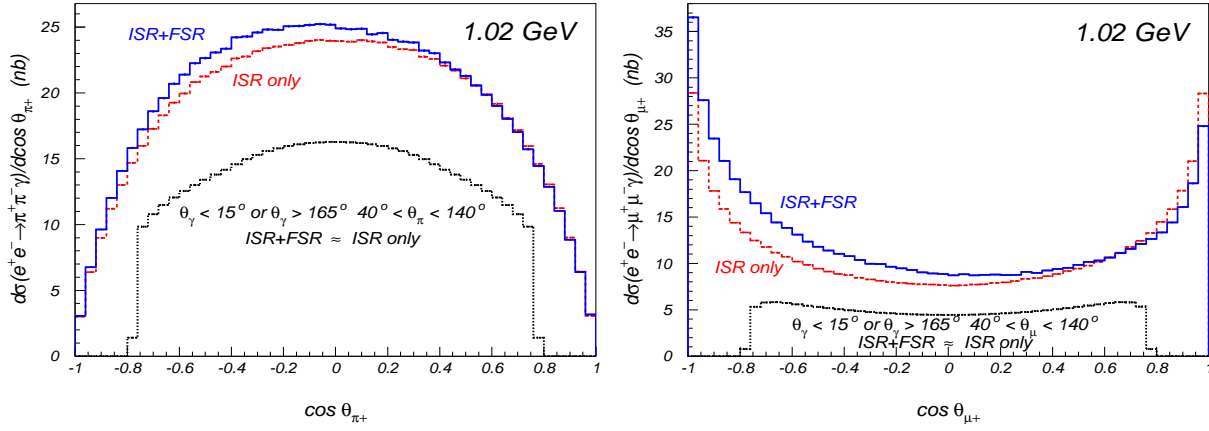 dσ(e⁺e⁻→π⁺π⁻γ)/dcos θπ+ (nb)
25
20
15
10
5
0
ISR+FSR
1.02 GeV
ISR only
θγ < 15° or θγ > 165° 40° < θπ < 140°
ISR+FSR ≈ ISR only
-1 -0.8 -0.6 -0.4 -0.2 0 0.2 0.4 0.6 0.8 1
cos θπ+
dσ(e⁺e⁻→μ⁺μ⁻γ)/dcos θμ+ (nb)
35
30
25
20
15
10
5
0
1.02 GeV
ISR+FSR
ISR only
θγ < 15° or θγ > 165° 40° < θμ < 140°
ISR+FSR ≈ ISR only
-1 -0.8 -0.6 -0.4 -0.2 0 0.2 0.4 0.6 0.8 1
cos θμ+